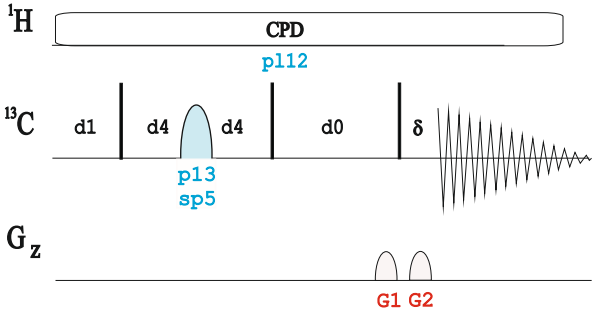 ¹H
CPD
pl12
¹³C
d1 d4 d4 d0 δ
p13
sp5
Gz
G1 G2